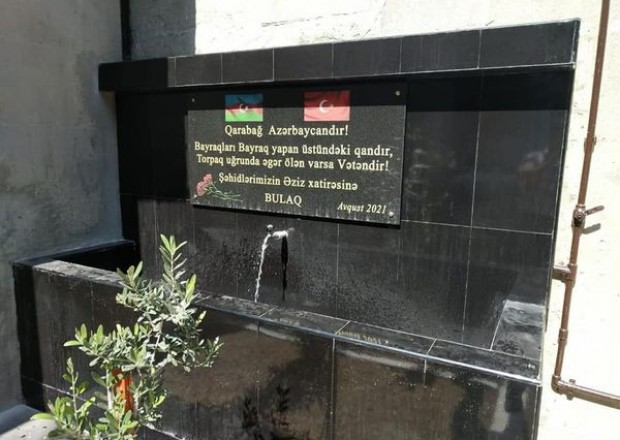 Qarabağ Azərbaycandır!
Bayraqları Bayraq yapan üstündəki qandır,
Torpaq uğrunda əgər ölən varsa Vətəndir!
Şəhidlərimizin Əziz xatirəsinə
BULAQ
Avqust 2021